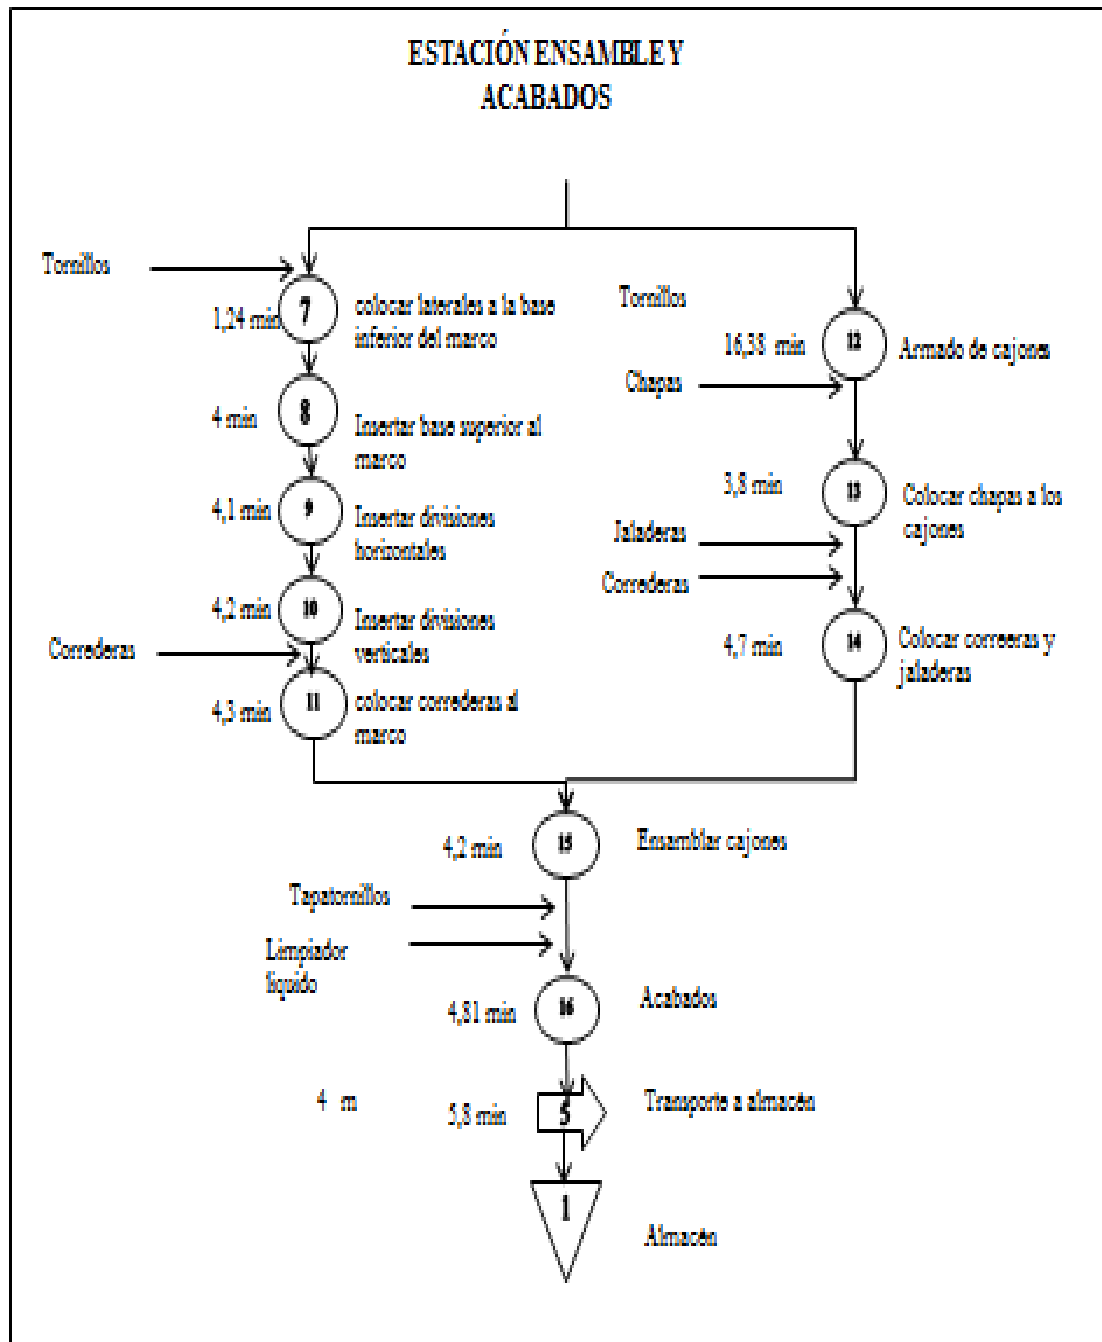 ESTACIÓN ENSAMBLE Y
ACABADOS
Tornillos
1,24 min
7
colocar laterales a la base
inferior del marco
4 min
8
Insertar base superior al
marco
4,1 min
9
Insertar divisiones
horizontales
4,2 min
10
Insertar divisiones
verticales
Correderas
4,3 min
11
colocar correderas al
marco
Tornillos
16,38 min
12
Armado de cajones
Chapas
3,8 min
13
Colocar chapas a los
cajones
Jaladeras
Correderas
4,7 min
14
Colocar correeras y
jaladeras
4,2 min
15
Ensamblar cajones
Tapatornillos
Limpiador
liquido
4,81 min
16
Acabados
4 m
5,8 min
5
Transporte a almacén
1
Almacén